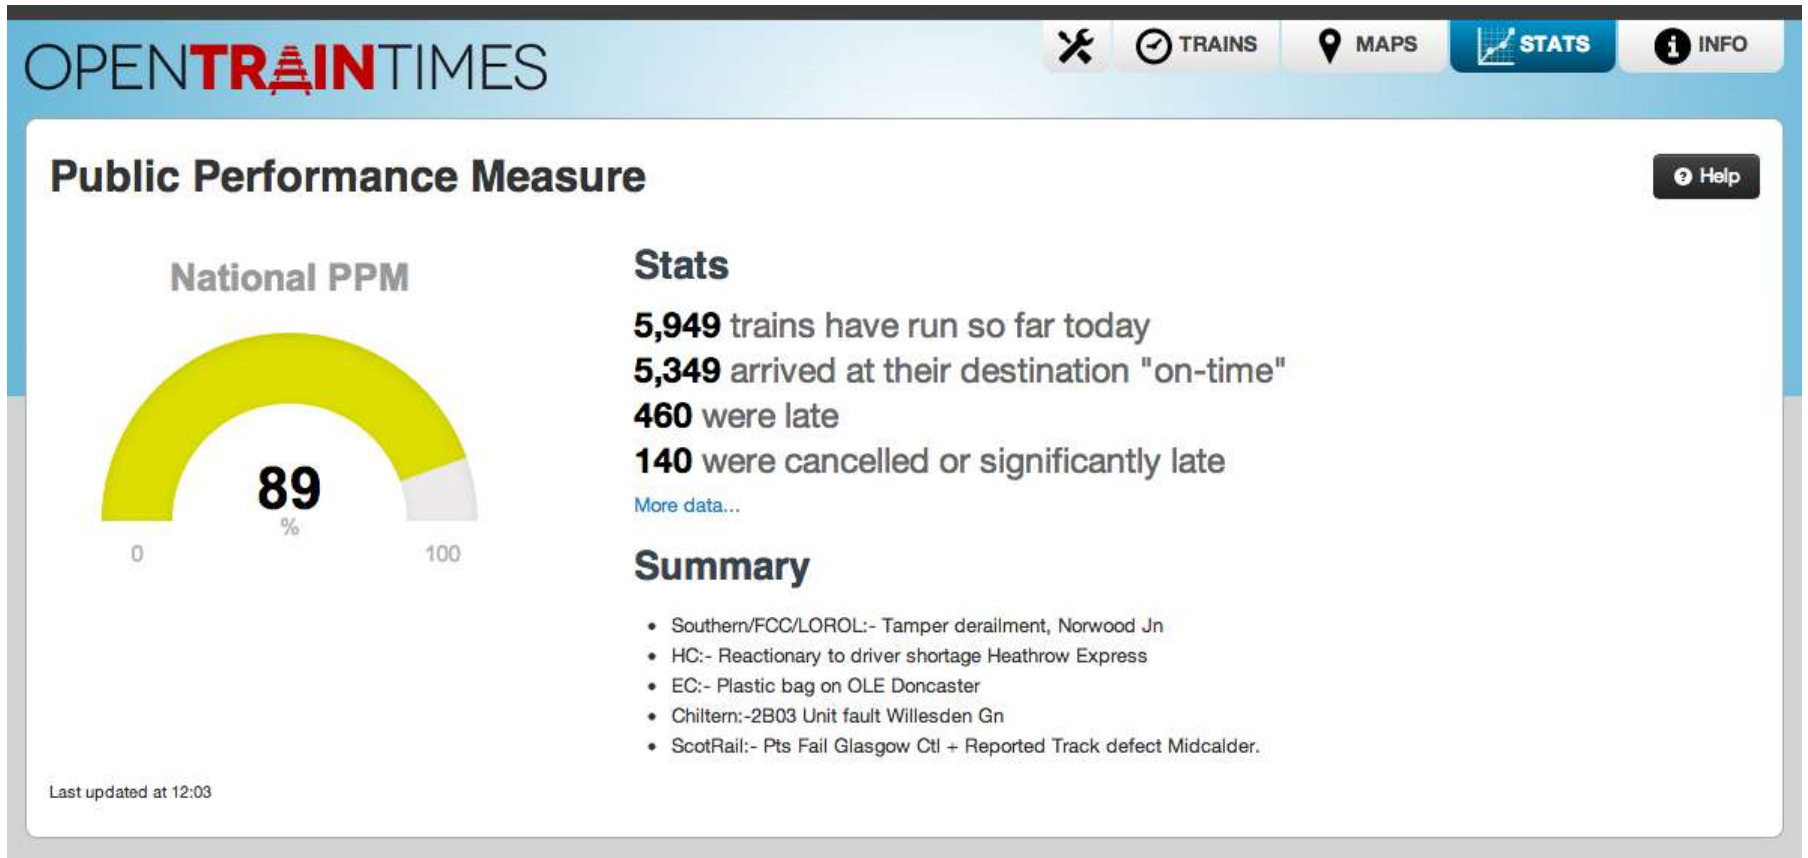 OPENTRAINTIMES
TRAINS
MAPS
STATS
INFO
Public Performance Measure
Help
National PPM
89
%
0
100
Stats
5,949 trains have run so far today
5,349 arrived at their destination "on-time"
460 were late
140 were cancelled or significantly late
More data...
Summary
• Southern/FCC/LOROL:- Tamper derailment, Norwood Jn
• HC:- Reactionary to driver shortage Heathrow Express
• EC:- Plastic bag on OLE Doncaster
• Chiltern:-2B03 Unit fault Willesden Gn
• ScotRail:- Pts Fail Glasgow Ctl + Reported Track defect Midcalder.
Last updated at 12:03